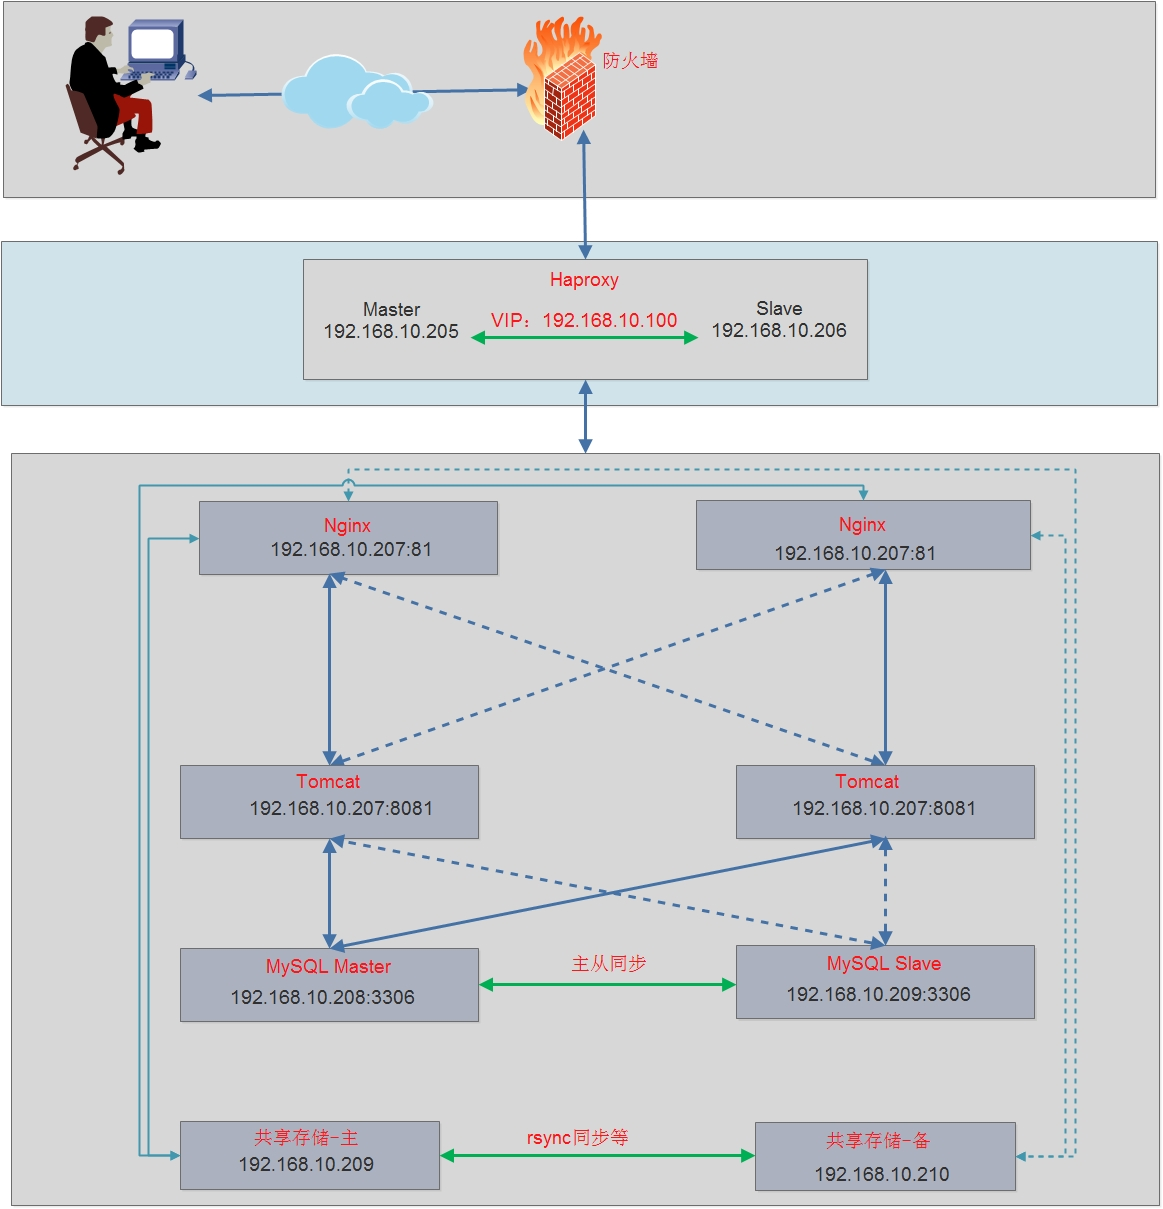 防火墙
Haproxy
Master
192.168.10.205
VIP：192.168.10.100
Slave
192.168.10.206
Nginx
192.168.10.207:81
Nginx
192.168.10.207:81
Tomcat
192.168.10.207:8081
Tomcat
192.168.10.207:8081
MySQL Master
192.168.10.208:3306
主从同步
MySQL Slave
192.168.10.209:3306
共享存储-主
192.168.10.209
rsync同步等
共享存储-备
192.168.10.210